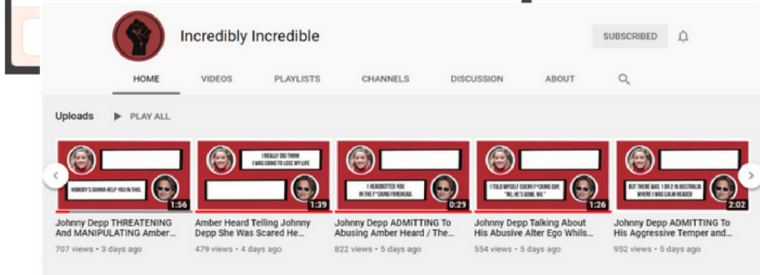 Incredibly Incredible
SUBSCRIBED
HOME VIDEOS PLAYLISTS CHANNELS DISCUSSION ABOUT
Uploads PLAY ALL
NOBODY'S GONNA HELP YOU IN THIS.
1:56
I REALLY DID THINK
I WAS GOING TO LOSE MY LIFE
1:39
I HEADBUTTED YOU
IN THE F*CKING FOREHEAD.
0:29
I TOLD MYSELF EVERY F*CKING DAY,
"NO, HE'S GONE, NO."
1:26
BUT THERE WAS 1 OR 2 IN AUSTRALIA
WHERE I WAS CALM HEADED
2:02
Johnny Depp THREATENING
And MANIPULATING Amber...
707 views • 3 days ago
Amber Heard Telling Johnny
Depp She Was Scared He...
479 views • 4 days ago
Johnny Depp ADMITTING To
Abusing Amber Heard / The...
822 views • 5 days ago
Johnny Depp Talking About
His Abusive Alter Ego Whils...
554 views • 5 days ago
Johnny Depp ADMITTING To
His Aggressive Temper and...
952 views • 5 days ago